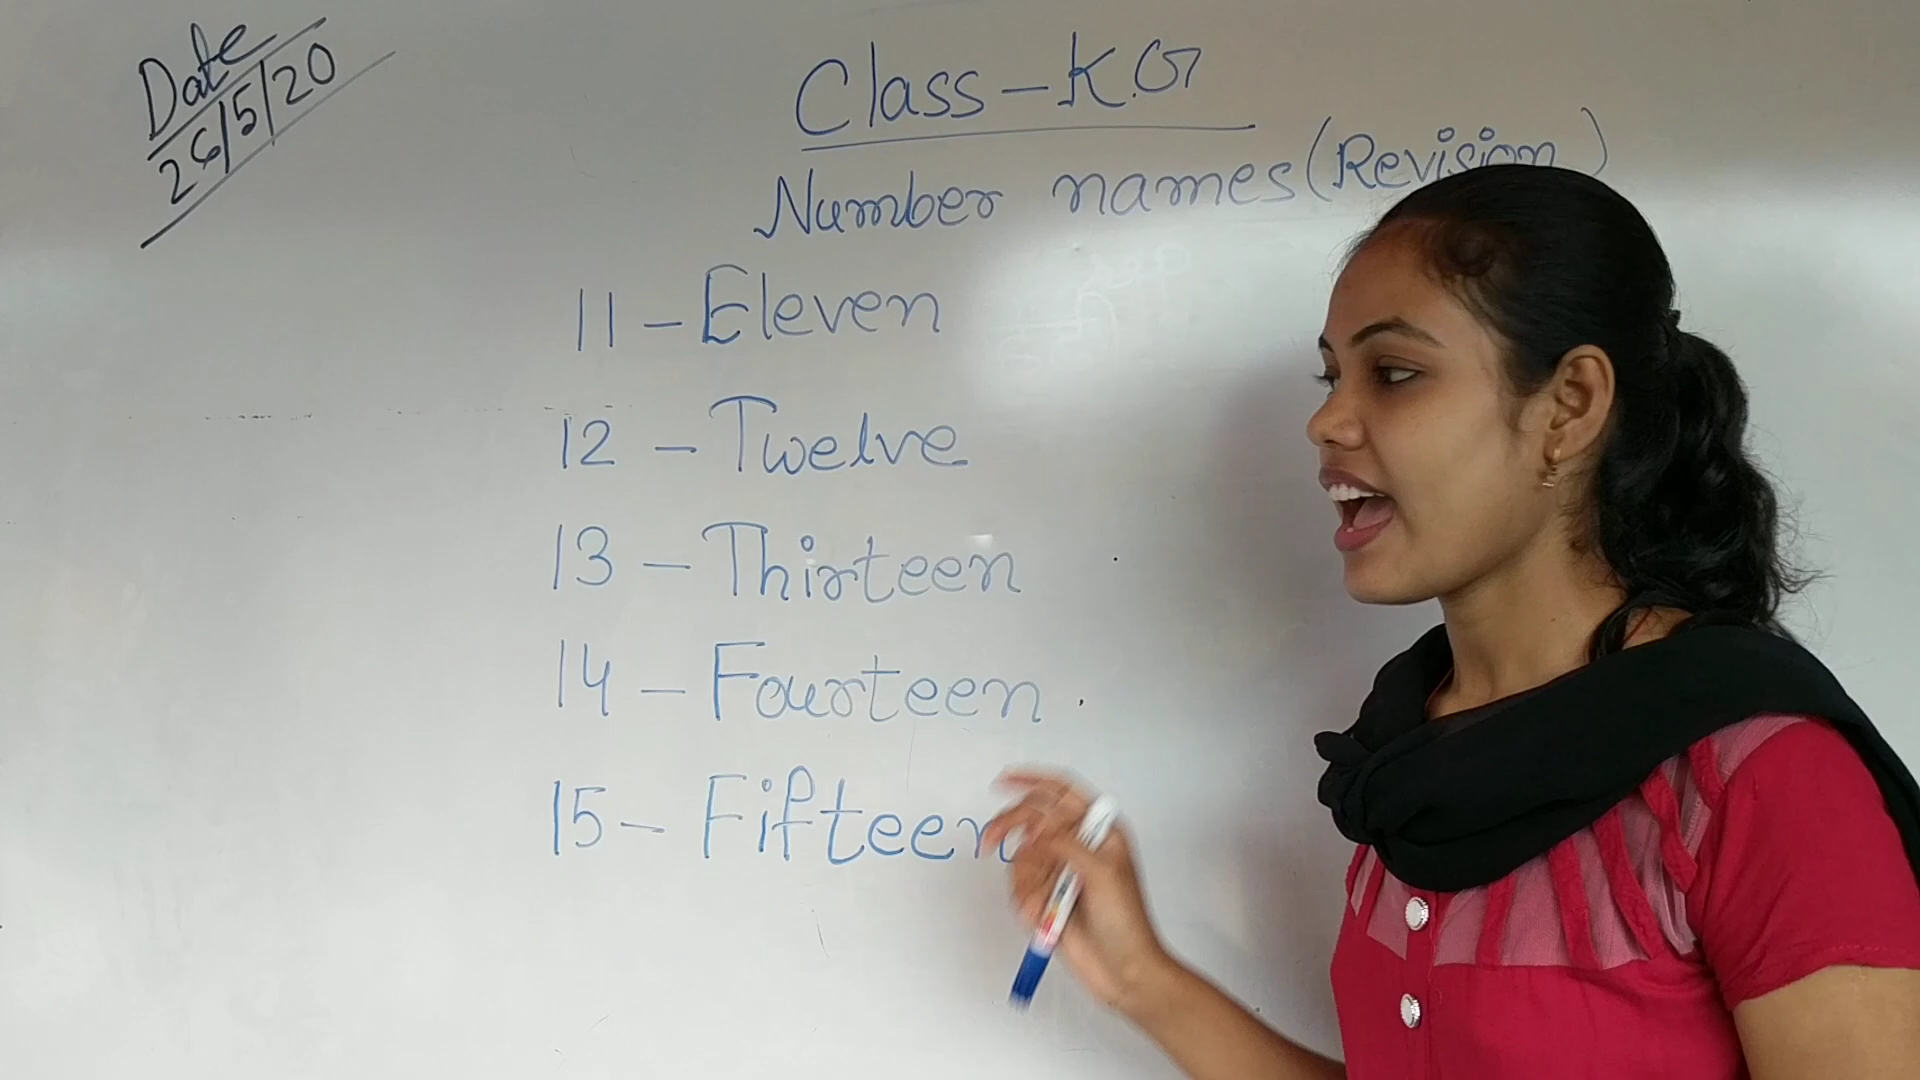 Date
26/5/20
Class - K.G
Number names (Revision)
11 - Eleven
12 - Twelve
13 - Thirteen
14 - Fourteen
15 - Fifteen